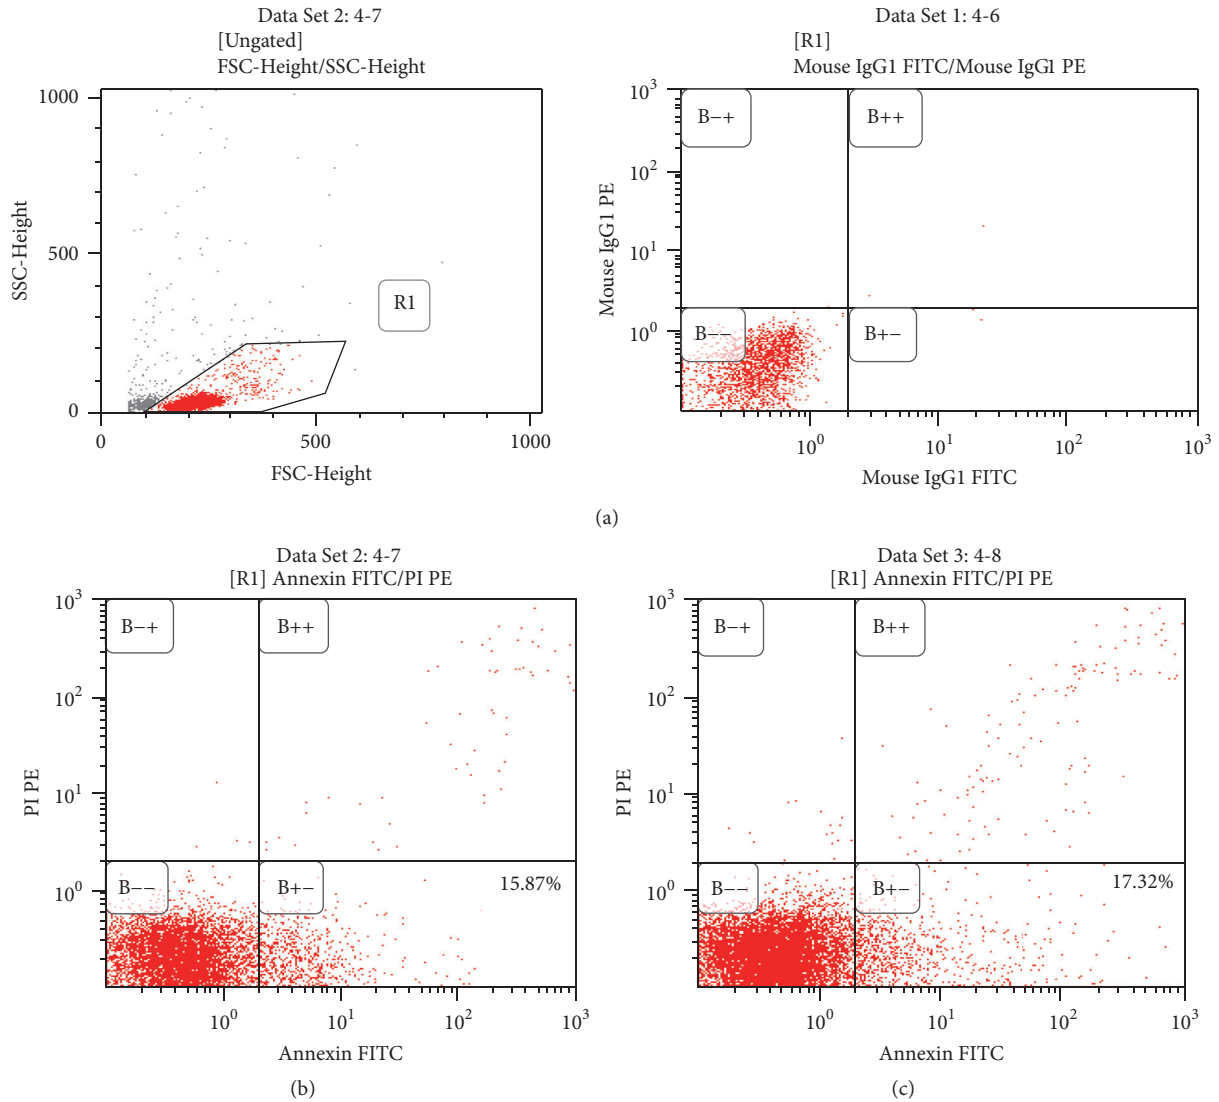 Data Set 2: 4-7
[Ungated]
FSC-Height/SSC-Height
1000
500
0
SSC-Height
R1
0 500 1000
FSC-Height
Data Set 1: 4-6
[R1]
Mouse IgG1 FITC/Mouse IgG1 PE
10³
10²
10¹
10⁰
Mouse IgG1 PE
B−+ B++
B−− B+−
10⁰ 10¹ 10² 10³
Mouse IgG1 FITC
(a)
Data Set 2: 4-7
[R1] Annexin FITC/PI PE
10³
10²
10¹
10⁰
PI PE
B−+ B++
B−− B+− 15.87%
10⁰ 10¹ 10² 10³
Annexin FITC
(b)
Data Set 3: 4-8
[R1] Annexin FITC/PI PE
10³
10²
10¹
10⁰
PI PE
B−+ B++
B−− B+− 17.32%
10⁰ 10¹ 10² 10³
Annexin FITC
(c)